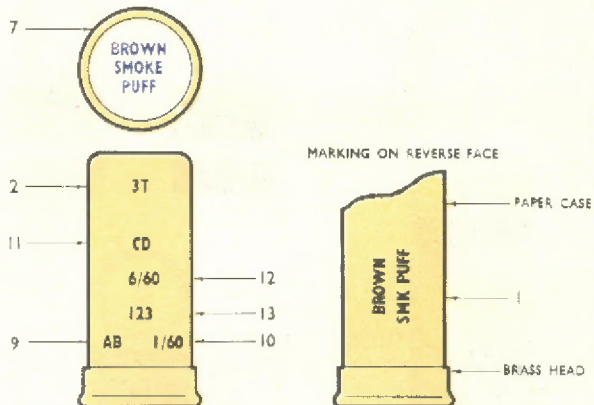 7
BROWN
SMOKE
PUFF
MARKING ON REVERSE FACE
2
3T
PAPER CASE
11
CD
6/60
12
BROWN
SMK PUFF
1
123
13
9
AB
1/60
10
BRASS HEAD